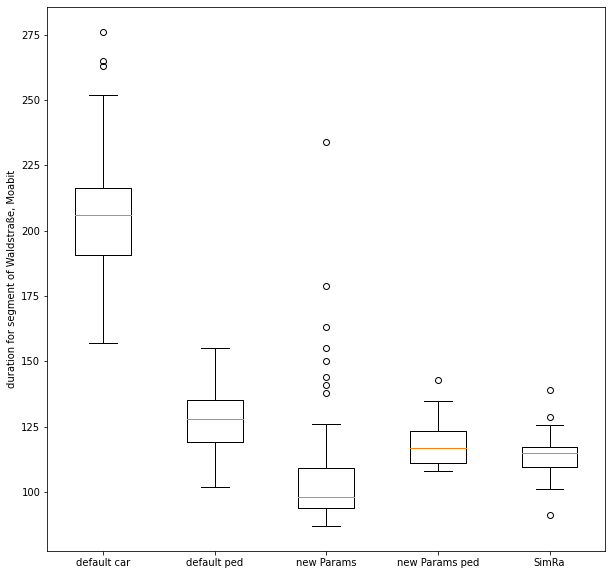 275
250
225
200
175
150
125
100
duration for segment of Waldstraße, Moabit
default car
default ped
new Params
new Params ped
SimRa